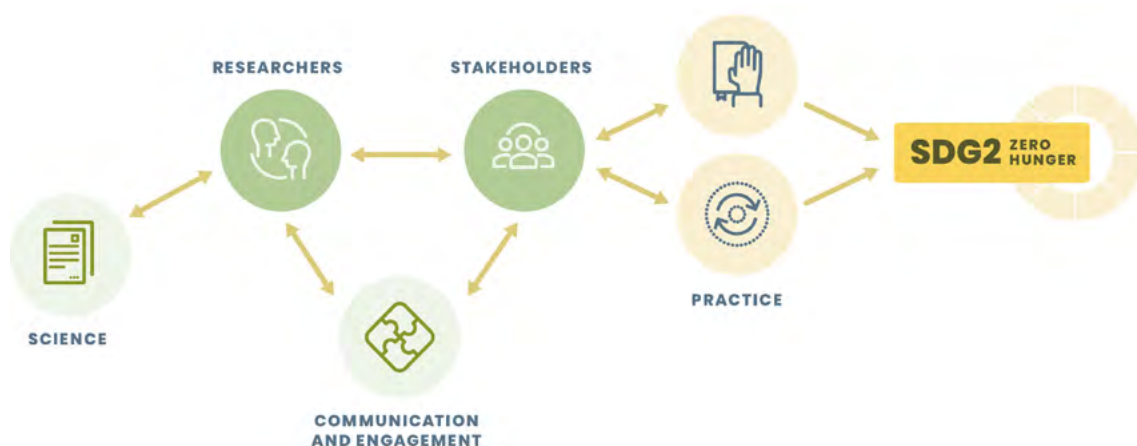 RESEARCHERS
STAKEHOLDERS
SDG2 ZERO
HUNGER
PRACTICE
SCIENCE
COMMUNICATION
AND ENGAGEMENT